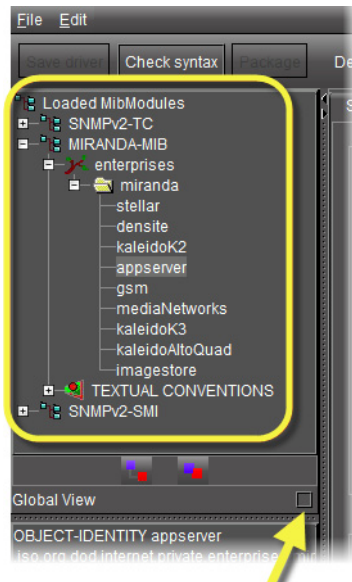 File Edit
Save driver Check syntax Package De
Loaded MibModules
SNMPv2-TC
MIRANDA-MIB
enterprises
miranda
stellar
densite
kaleidoK2
appserver
gsm
mediaNetworks
kaleidoK3
kaleidoAltoQuad
imagestore
TEXTUAL CONVENTIONS
SNMPv2-SMI
Global View
OBJECT-IDENTITY appserver
iso org dod internet private enterprise